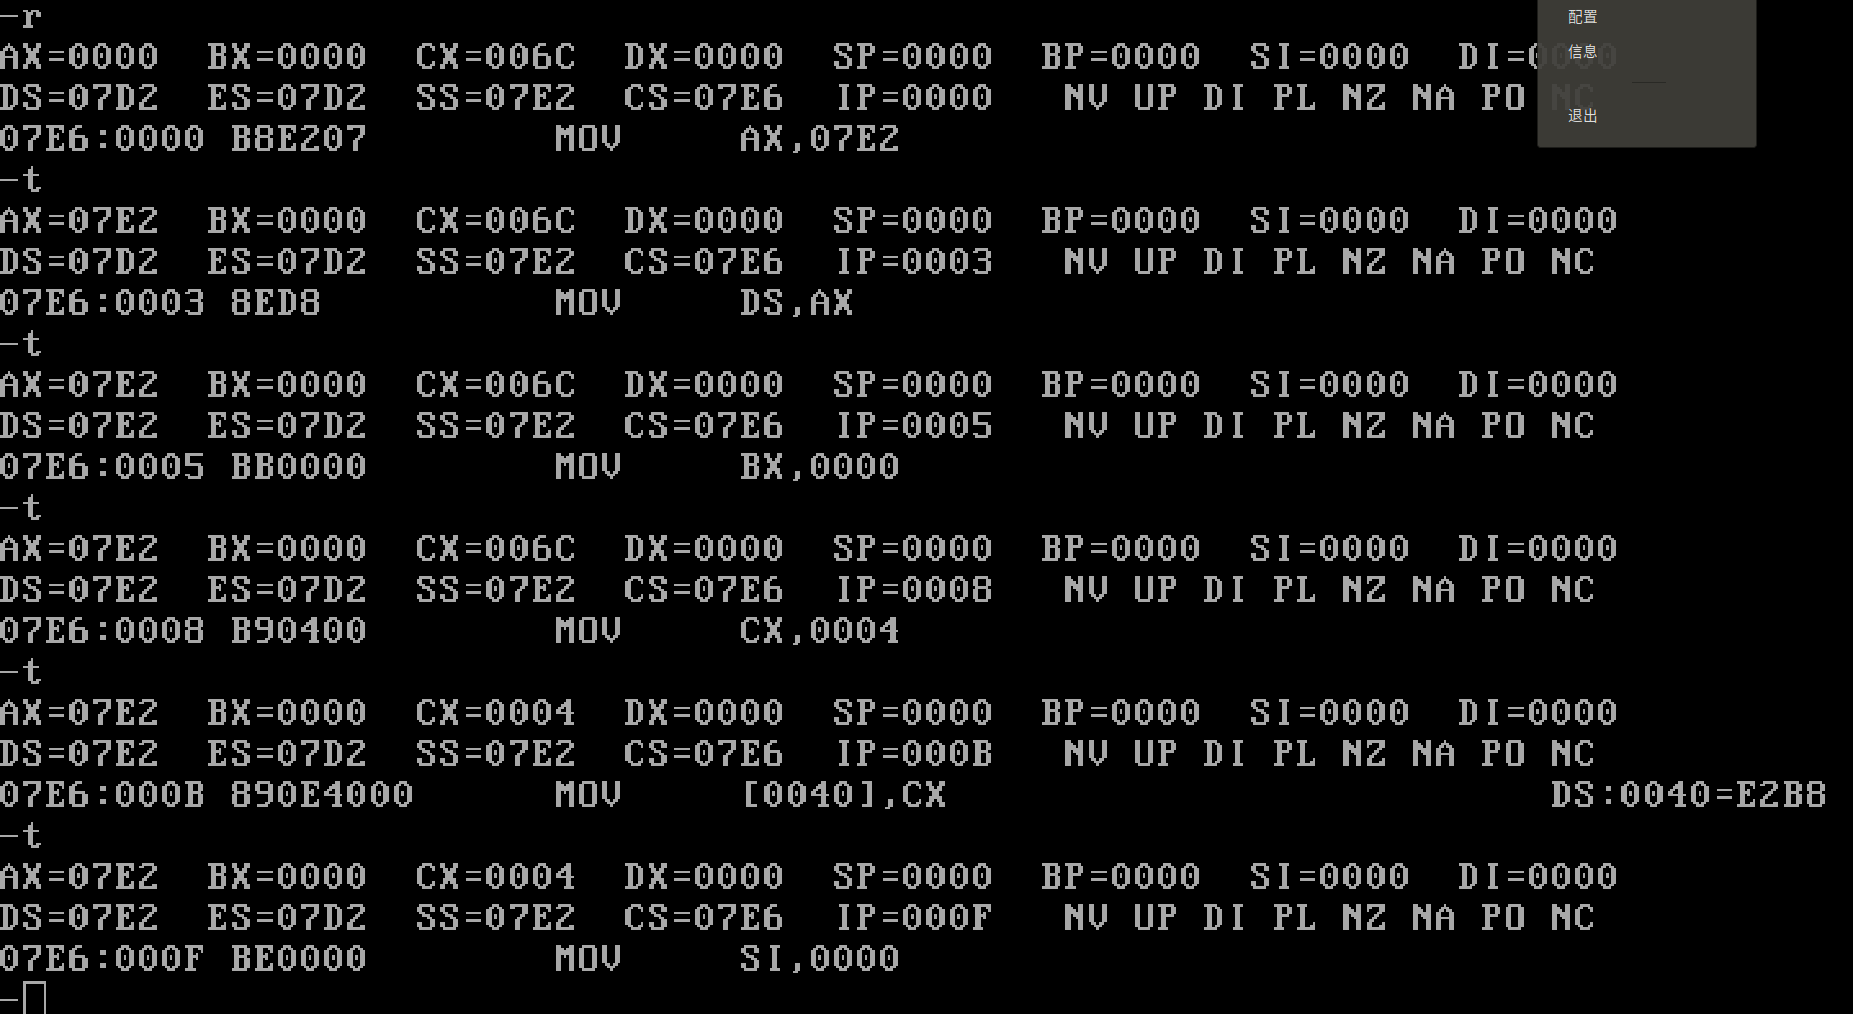 -r
AX=0000  BX=0000  CX=006C  DX=0000  SP=0000  BP=0000  SI=0000  DI=0000
DS=07D2  ES=07D2  SS=07E2  CS=07E6  IP=0000   NV UP DI PL NZ NA PO NC
07E6:0000 B8E207        MOV     AX,07E2
-t
AX=07E2  BX=0000  CX=006C  DX=0000  SP=0000  BP=0000  SI=0000  DI=0000
DS=07D2  ES=07D2  SS=07E2  CS=07E6  IP=0003   NV UP DI PL NZ NA PO NC
07E6:0003 8ED8          MOV     DS,AX
-t
AX=07E2  BX=0000  CX=006C  DX=0000  SP=0000  BP=0000  SI=0000  DI=0000
DS=07E2  ES=07D2  SS=07E2  CS=07E6  IP=0005   NV UP DI PL NZ NA PO NC
07E6:0005 BB0000        MOV     BX,0000
-t
AX=07E2  BX=0000  CX=006C  DX=0000  SP=0000  BP=0000  SI=0000  DI=0000
DS=07E2  ES=07D2  SS=07E2  CS=07E6  IP=0008   NV UP DI PL NZ NA PO NC
07E6:0008 B90400        MOV     CX,0004
-t
AX=07E2  BX=0000  CX=0004  DX=0000  SP=0000  BP=0000  SI=0000  DI=0000
DS=07E2  ES=07D2  SS=07E2  CS=07E6  IP=000B   NV UP DI PL NZ NA PO NC
07E6:000B 890E4000      MOV     [0040],CX                          DS:0040=E2B8
-t
AX=07E2  BX=0000  CX=0004  DX=0000  SP=0000  BP=0000  SI=0000  DI=0000
DS=07E2  ES=07D2  SS=07E2  CS=07E6  IP=000F   NV UP DI PL NZ NA PO NC
07E6:000F BE0000        MOV     SI,0000
-
配置
信息
退出